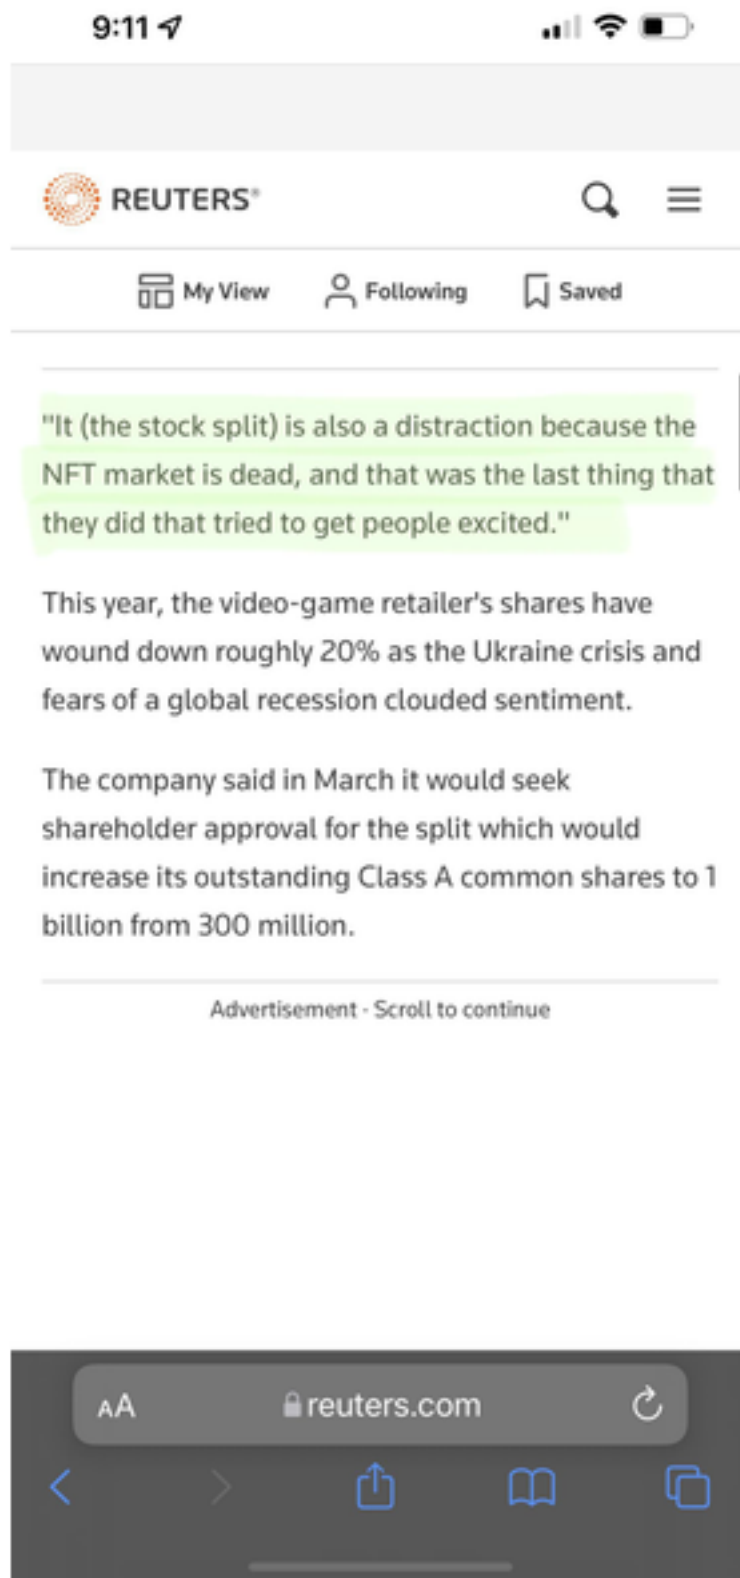 9:11
REUTERS®
My View Following Saved
"It (the stock split) is also a distraction because the
NFT market is dead, and that was the last thing that
they did that tried to get people excited."
This year, the video-game retailer's shares have
wound down roughly 20% as the Ukraine crisis and
fears of a global recession clouded sentiment.
The company said in March it would seek
shareholder approval for the split which would
increase its outstanding Class A common shares to 1
billion from 300 million.
Advertisement · Scroll to continue
AA reuters.com